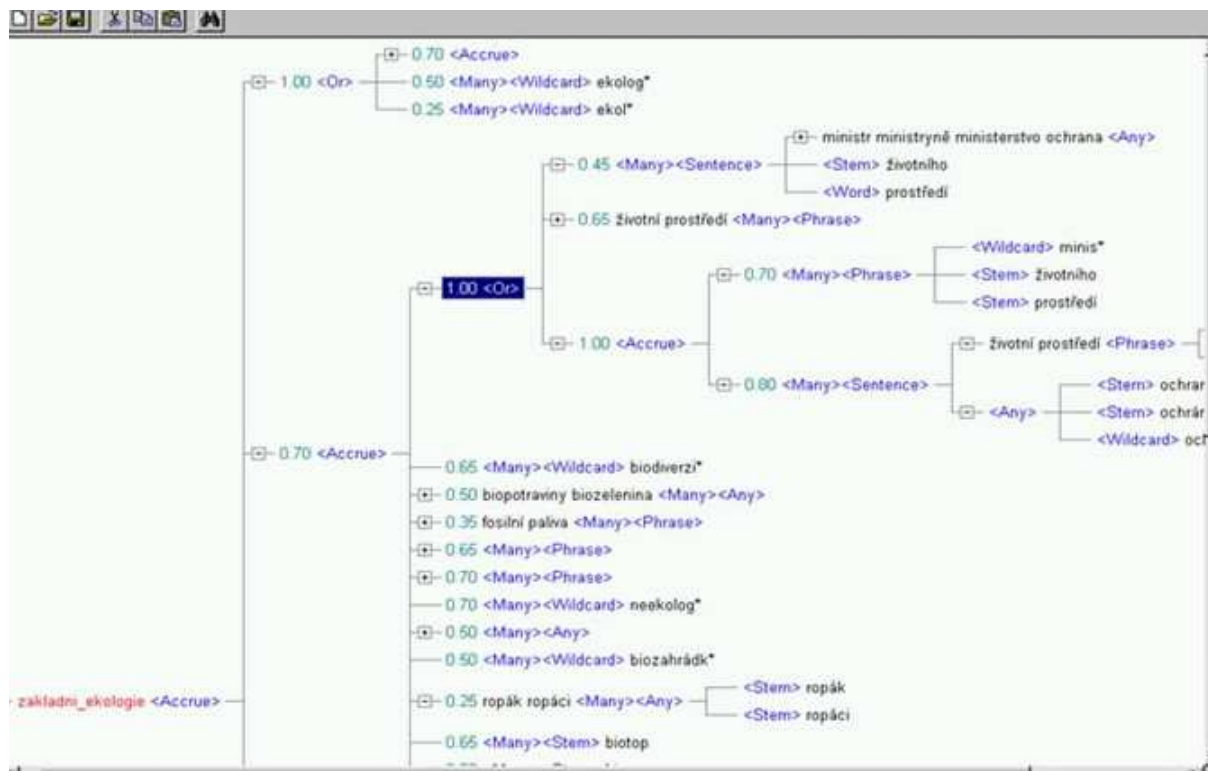 0.70 <Accrue>
1.00 <Or>
0.50 <Many><Wildcard> ekolog*
0.25 <Many><Wildcard> ekol*
ministr ministryně ministerstvo ochrana <Any>
0.45 <Many><Sentence>
<Stem> životního
<Word> prostředí
0.65 životní prostředí <Many><Phrase>
<Wildcard> minis*
0.70 <Many><Phrase>
<Stem> životního
1.00 <Or>
<Stem> prostředí
1.00 <Accrue>
životní prostředí <Phrase>
0.80 <Many><Sentence>
<Stem> ochrar
<Any>
<Stem> ochrár
<Wildcard> och
0.70 <Accrue>
0.65 <Many><Wildcard> biodiverzi*
0.50 biopotraviny biozelenina <Many><Any>
0.35 fosilní paliva <Many><Phrase>
0.65 <Many><Phrase>
0.70 <Many><Phrase>
0.70 <Many><Wildcard> neekolog*
0.50 <Many><Any>
0.50 <Many><Wildcard> biozahrádk*
<Stem> ropák
zakladni_ekologie <Accrue>
0.25 ropák ropáci <Many><Any>
<Stem> ropáci
0.65 <Many><Stem> biotop